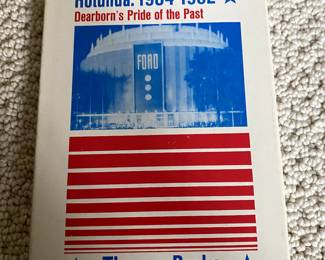 Rotunda: 1934-1962
Dearborn's Pride of the Past
FORD